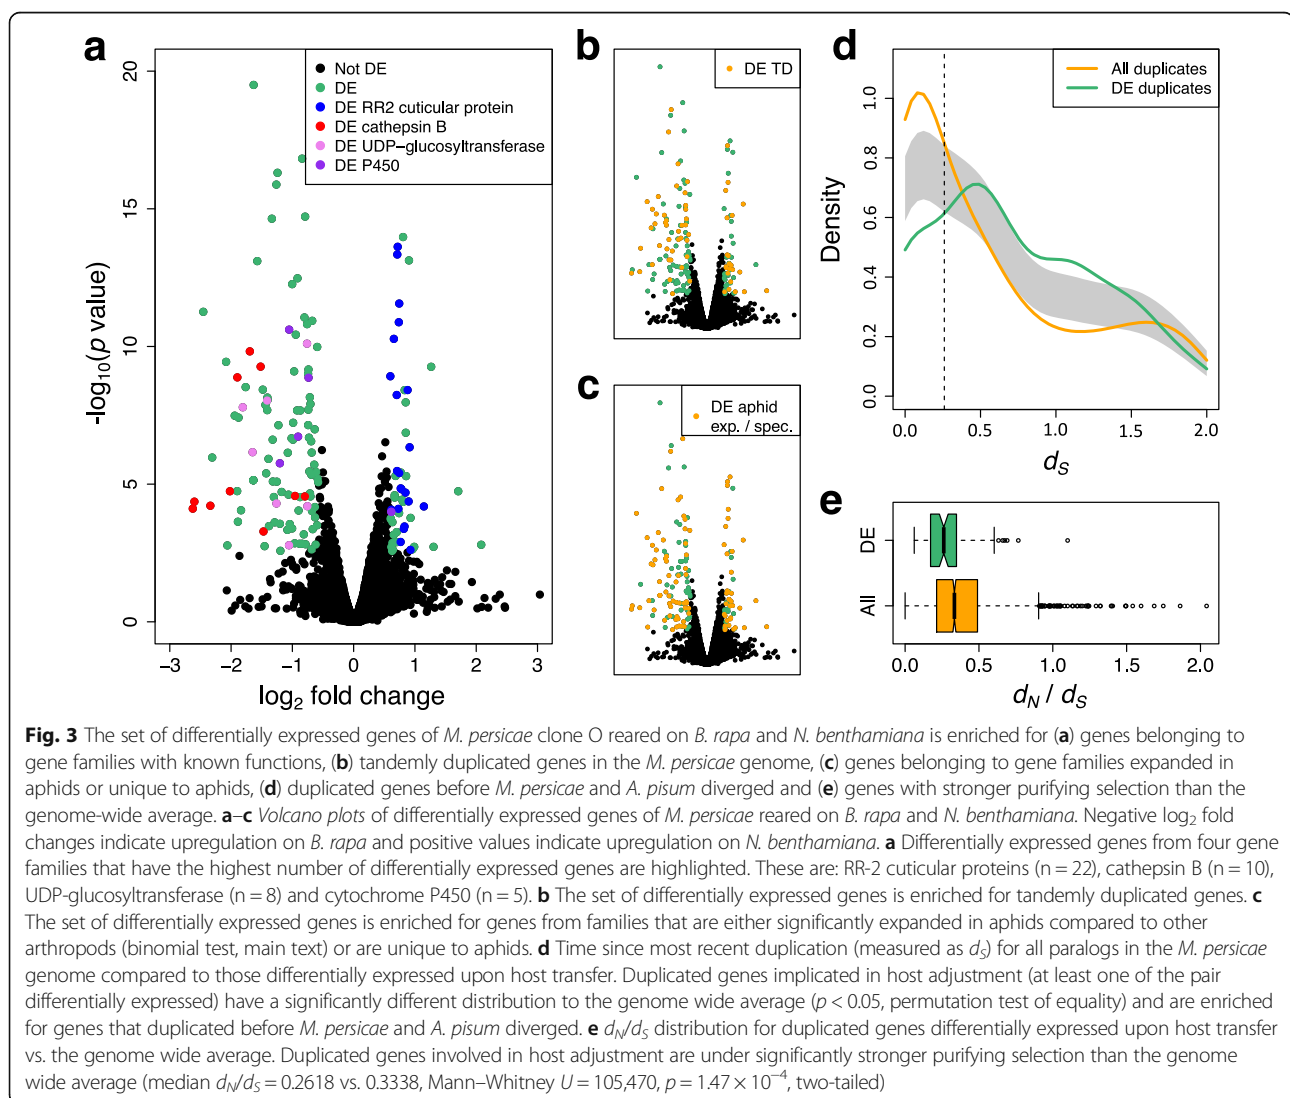 a
20
15
10
5
0
-log10(p value)
−3 −2 −1 0 1 2 3
log2 fold change
Not DE
DE
DE RR2 cuticular protein
DE cathepsin B
DE UDP−glucosyltransferase
DE P450
b
DE TD
c
DE aphid
exp. / spec.
d
All duplicates
DE duplicates
1.0
0.8
0.6
0.4
0.2
0.0
Density
0.0 0.5 1.0 1.5 2.0
dS
e
DE
All
0.0 0.5 1.0 1.5 2.0
dN / dS
Fig. 3 The set of differentially expressed genes of M. persicae clone O reared on B. rapa and N. benthamiana is enriched for (a) genes belonging to
gene families with known functions, (b) tandemly duplicated genes in the M. persicae genome, (c) genes belonging to gene families expanded in
aphids or unique to aphids, (d) duplicated genes before M. persicae and A. pisum diverged and (e) genes with stronger purifying selection than the
genome-wide average. a–c Volcano plots of differentially expressed genes of M. persicae reared on B. rapa and N. benthamiana. Negative log2 fold
changes indicate upregulation on B. rapa and positive values indicate upregulation on N. benthamiana. a Differentially expressed genes from four gene
families that have the highest number of differentially expressed genes are highlighted. These are: RR-2 cuticular proteins (n = 22), cathepsin B (n = 10),
UDP-glucosyltransferase (n = 8) and cytochrome P450 (n = 5). b The set of differentially expressed genes is enriched for tandemly duplicated genes. c
The set of differentially expressed genes is enriched for genes from families that are either significantly expanded in aphids compared to other
arthropods (binomial test, main text) or are unique to aphids. d Time since most recent duplication (measured as dS) for all paralogs in the M. persicae
genome compared to those differentially expressed upon host transfer. Duplicated genes implicated in host adjustment (at least one of the pair
differentially expressed) have a significantly different distribution to the genome wide average (p < 0.05, permutation test of equality) and are enriched
for genes that duplicated before M. persicae and A. pisum diverged. e dN/dS distribution for duplicated genes differentially expressed upon host transfer
vs. the genome wide average. Duplicated genes involved in host adjustment are under significantly stronger purifying selection than the genome
wide average (median dN/dS = 0.2618 vs. 0.3338, Mann–Whitney U = 105,470, p = 1.47 × 10−4, two-tailed)